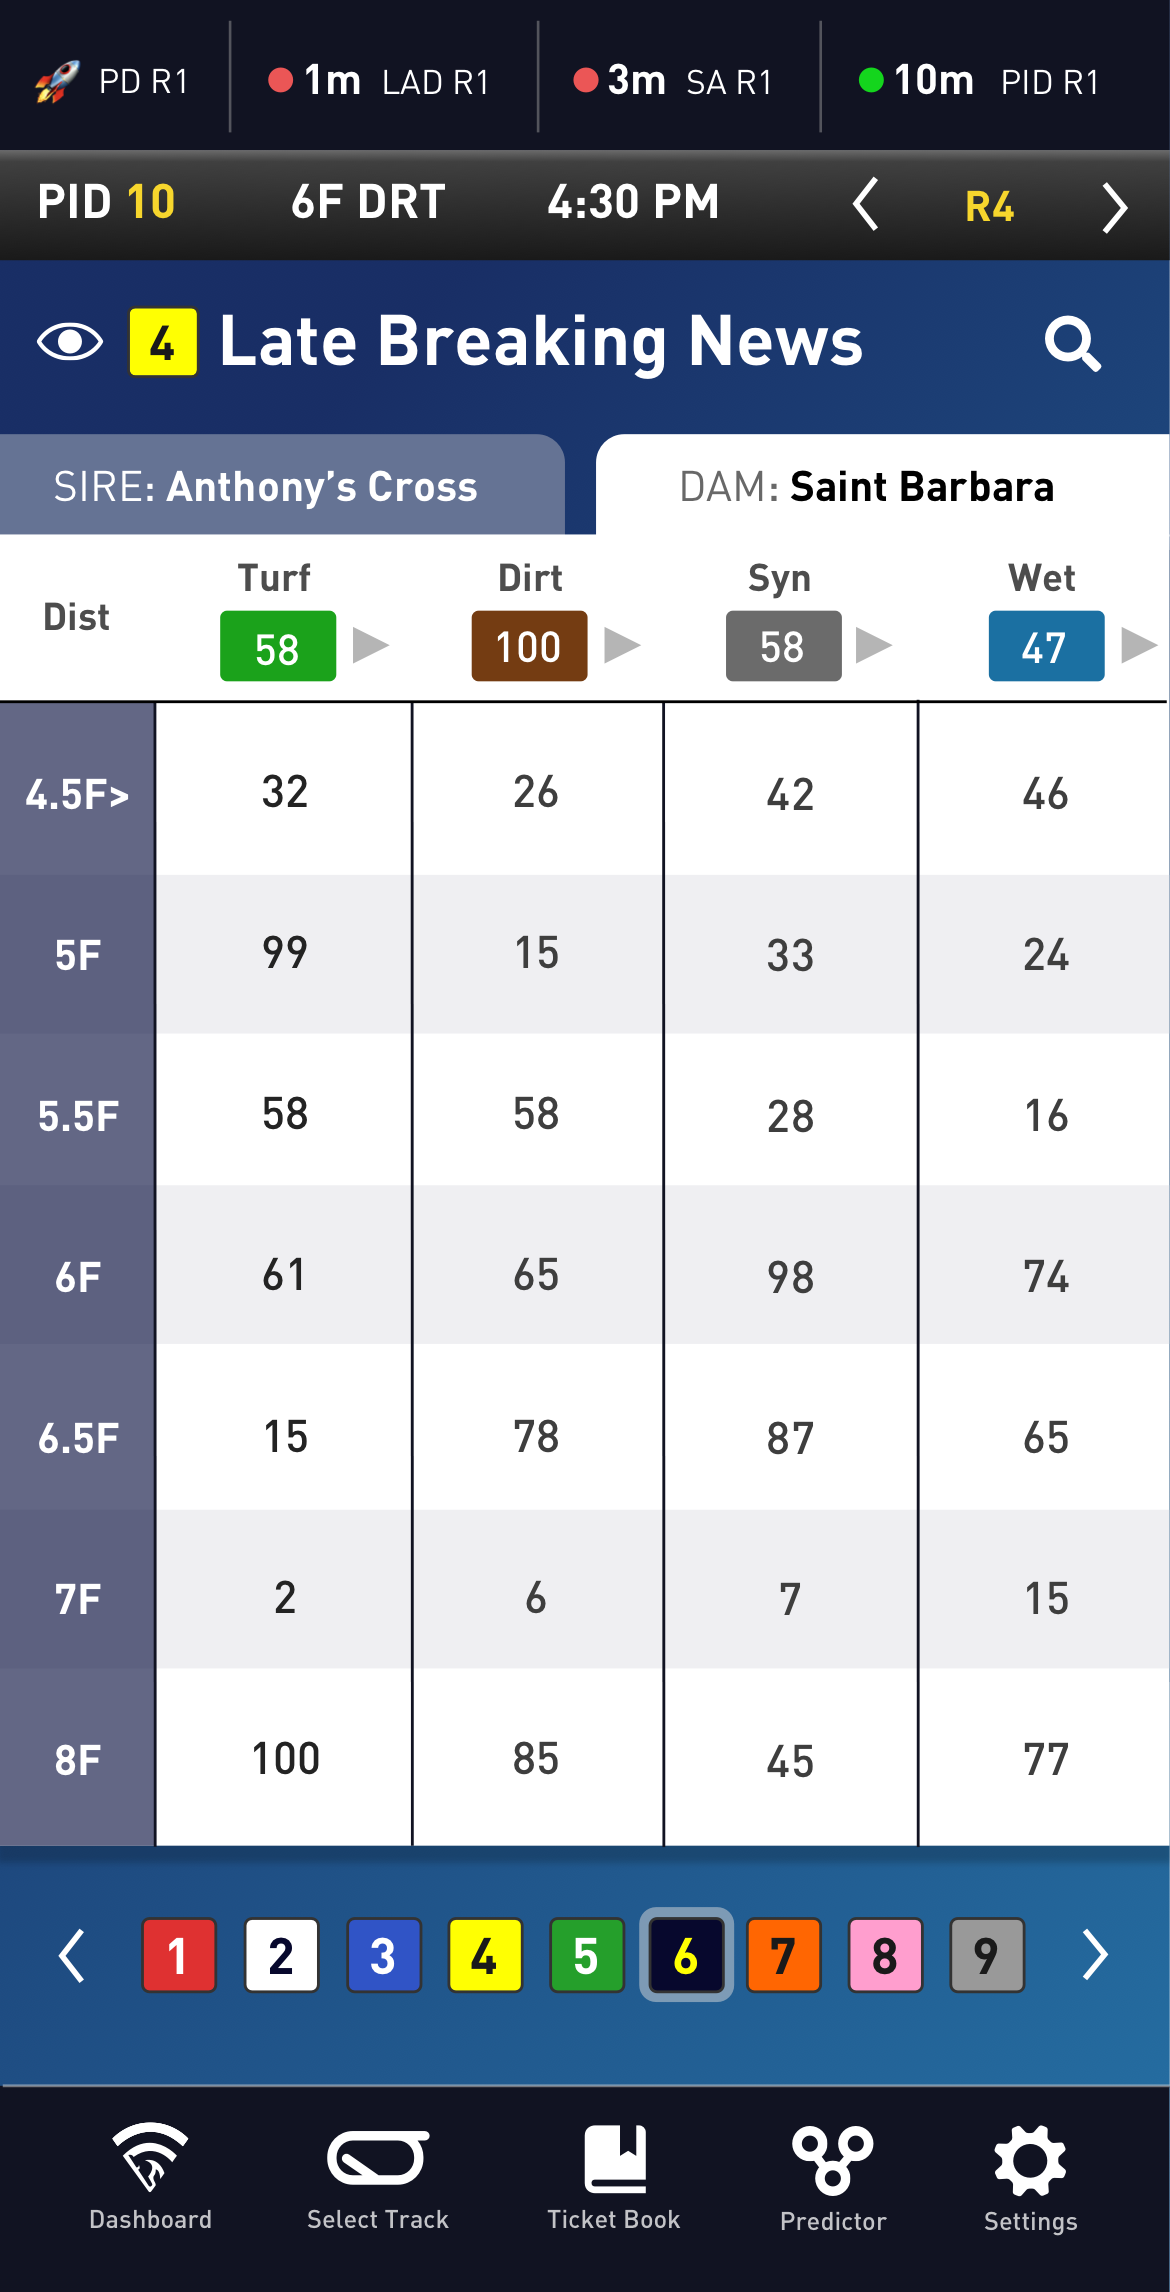 PD R1 1m LAD R1 3m SA R1 10m PID R1
PID 10 6F DRT 4:30 PM R4
4 Late Breaking News
SIRE: Anthony’s Cross DAM: Saint Barbara
Dist Turf Dirt Syn Wet
58 100 58 47
4.5F> 32 26 42 46
5F 99 15 33 24
5.5F 58 58 28 16
6F 61 65 98 74
6.5F 15 78 87 65
7F 2 6 7 15
8F 100 85 45 77
1 2 3 4 5 6 7 8 9
Dashboard Select Track Ticket Book Predictor Settings